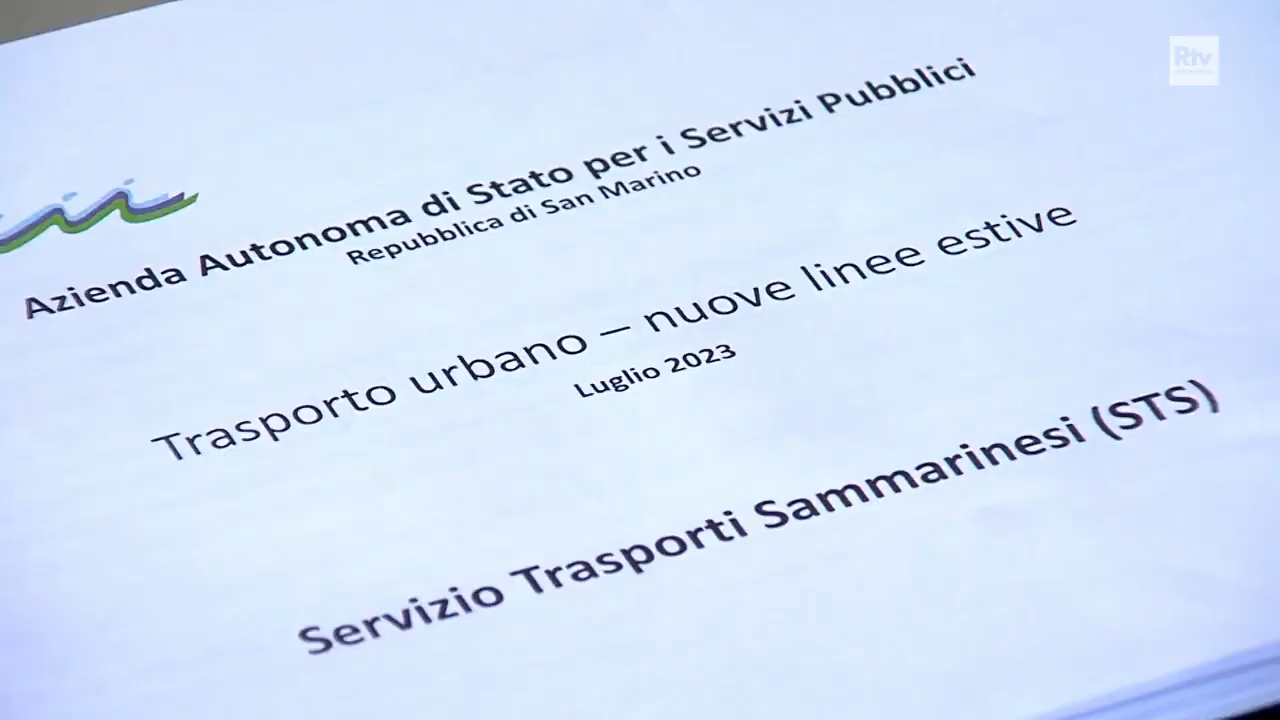 Rtv
Azienda Autonoma di Stato per i Servizi Pubblici
Repubblica di San Marino
Trasporto urbano – nuove linee estive
Luglio 2023
Servizio Trasporti Sammarinesi (STS)